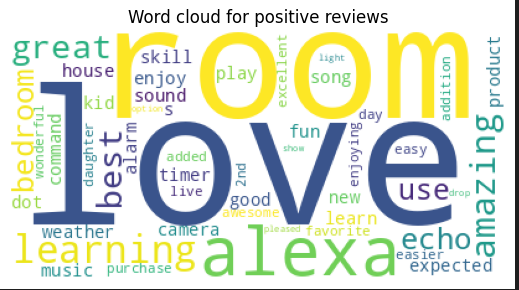 Word cloud for positive reviews
great
room
skill
house
enjoy
play
excellent
light
song
addition
product
bedroom
wonderful
kid
sound
options
command
daughter
best
alarm
love
fun
day
enjoying
easy
amazing
added
timer
live
2nd
show
use
drop
dot
good
new
awesome
learn
weather
camera
pleased
favorite
echo
learning
alexa
easier
expected
music
purchase